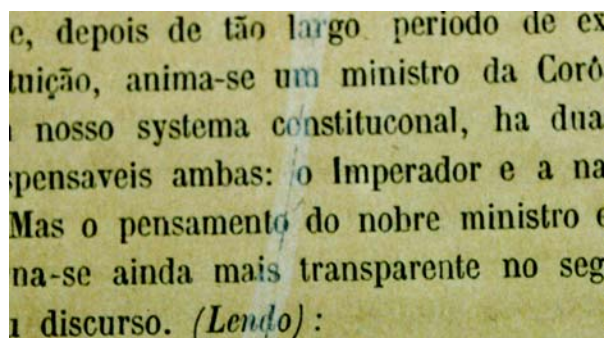 e, depois de tão largo periodo de ex
tuição, anima-se um ministro da Corô
nosso systema constituconal, ha dua
spensaveis ambas: o Imperador e a na
Mas o pensamento do nobre ministro e
na-se ainda mais transparente no seg
discurso. (Lendo):